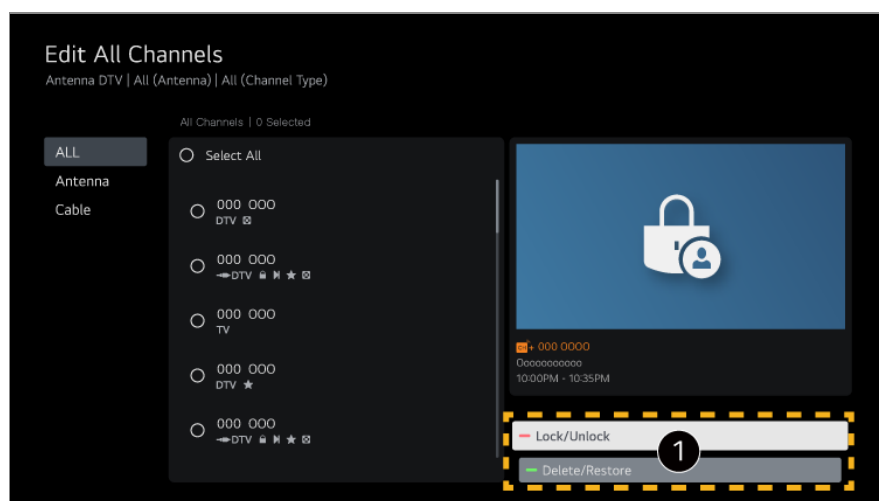 Edit All Channels
Antenna DTV | All (Antenna) | All (Channel Type)
All Channels | 0 Selected
ALL
Antenna
Cable
Select All
000 000
DTV
000 000
DTV
000 000
TV
000 000
DTV
000 000
DTV
CH+ 000 0000
Ooooooooooo
10:00PM - 10:35PM
Lock/Unlock
1
Delete/Restore